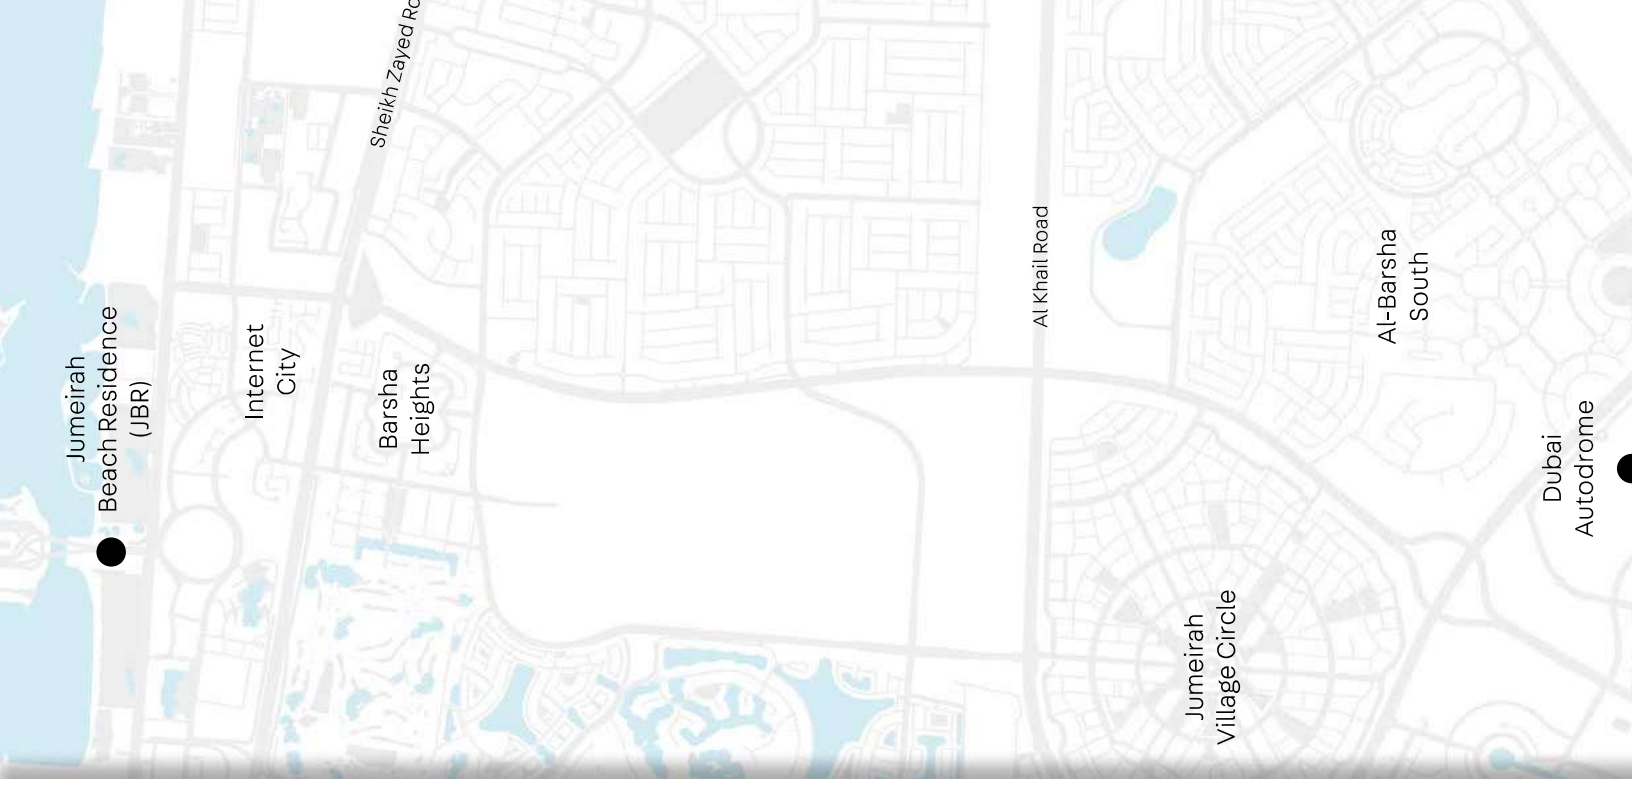 Sheikh Zayed Ro
Jumeirah
Beach Residence
(JBR)
Internet
City
Barsha
Heights
Al Khail Road
Al-Barsha
South
Dubai
Autodrome
Jumeirah
Village Circle